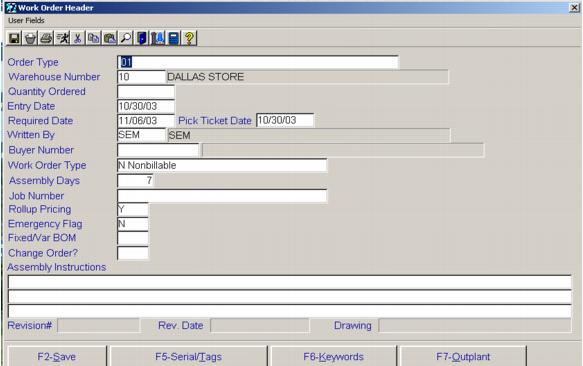 Work Order Header
User Fields
Order Type 01
Warehouse Number 10 DALLAS STORE
Quantity Ordered
Entry Date 10/30/03
Required Date 11/06/03 Pick Ticket Date 10/30/03
Written By SEM SEM
Buyer Number
Work Order Type N Nonbillable
Assembly Days 7
Job Number
Rollup Pricing Y
Emergency Flag N
Fixed/Var BOM
Change Order?
Assembly Instructions
Revision# Rev. Date Drawing
F2-Save F5-Serial/Tags F6-Keywords F7-Outplant